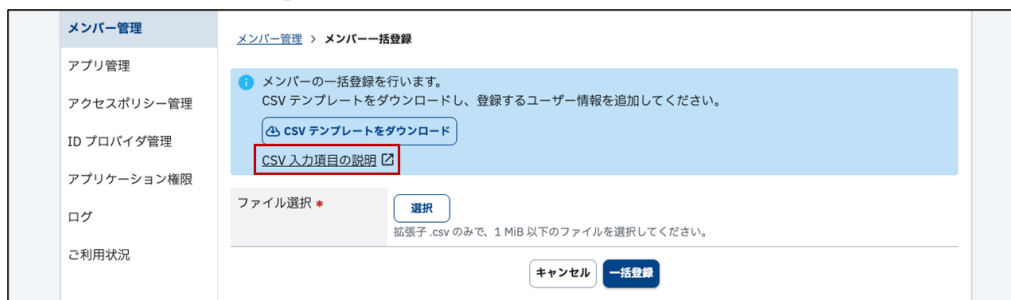 メンバー管理
メンバー管理 > メンバー一括登録
アプリ管理
アクセスポリシー管理
ID プロバイダ管理
アプリケーション権限
ログ
ご利用状況
メンバーの一括登録を行います。
CSV テンプレートをダウンロードし、登録するユーザー情報を追加してください。
CSV テンプレートをダウンロード
CSV 入力項目の説明
ファイル選択 *
選択
拡張子 .csv のみで、1 MiB 以下のファイルを選択してください。
キャンセル
一括登録